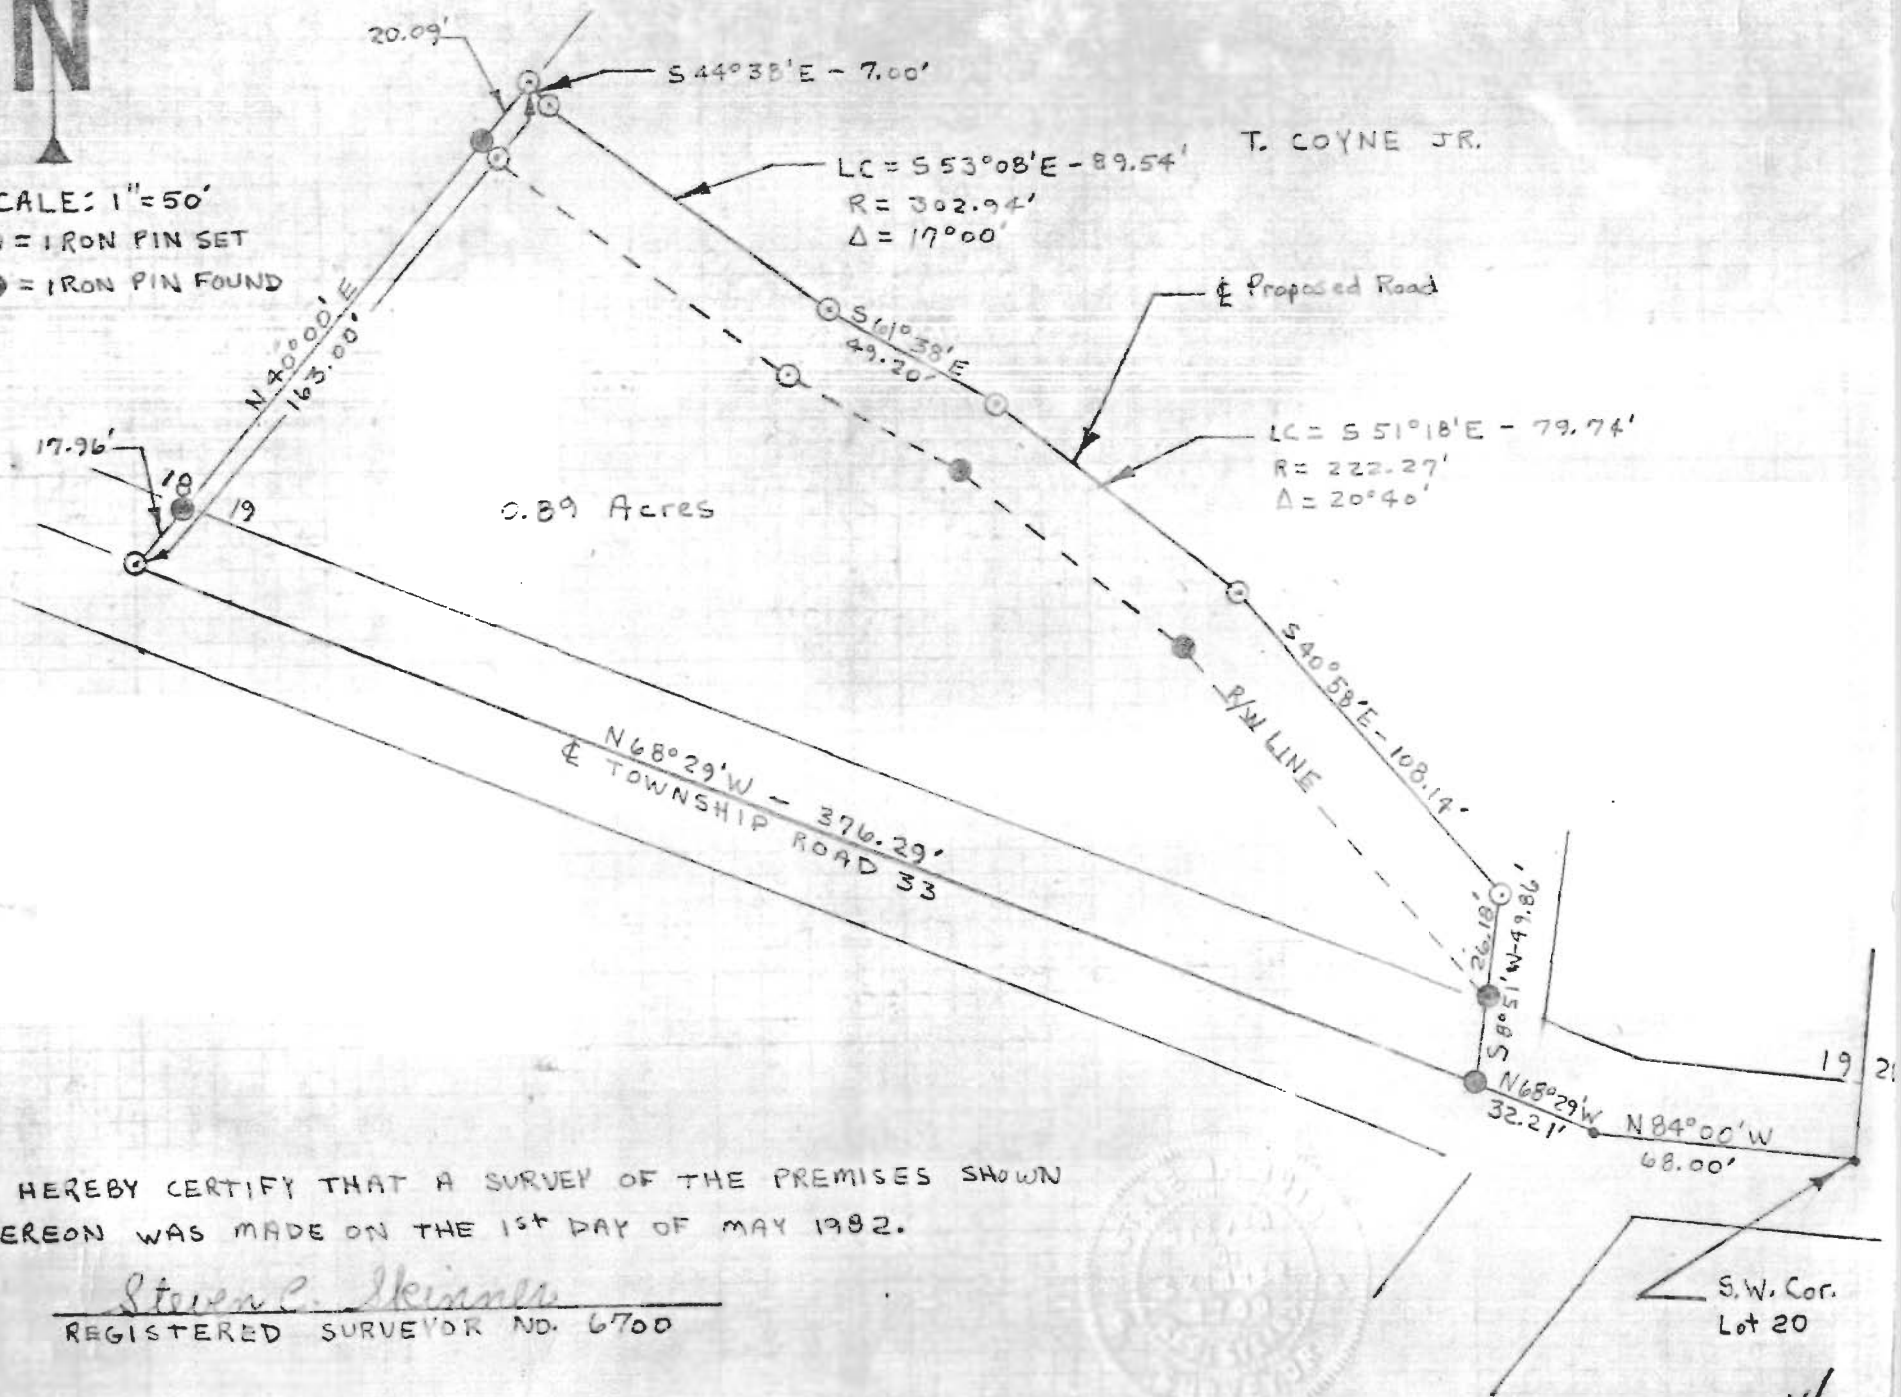 N
20.09'
S 44°38'E - 7.00'
T. COYNE JR.
LC = S 53°08'E - 89.54'
R = 302.94'
Δ = 17°00'
CALE: 1"=50'
= IRON PIN SET
= IRON PIN FOUND
℄ Proposed Road
N 40°00' E
163.00'
S 61°38'E
49.20'
17.96'
18
19
0.89 Acres
LC = S 51°18'E - 79.74'
R = 222.27'
Δ = 20°40'
S 40°58'E - 108.14'
R/W LINE
N 68°29'W - 376.29'
℄ TOWNSHIP ROAD 33
26.18'
S 8°51'W - 49.86'
N 68°29'W
32.21'
N 84°00'W
68.00'
19
HEREBY CERTIFY THAT A SURVEY OF THE PREMISES SHOWN
EREON WAS MADE ON THE 1st DAY OF MAY 1982.
Steven C. Skinner
REGISTERED SURVEYOR NO. 6700
S.W. Cor.
Lot 20